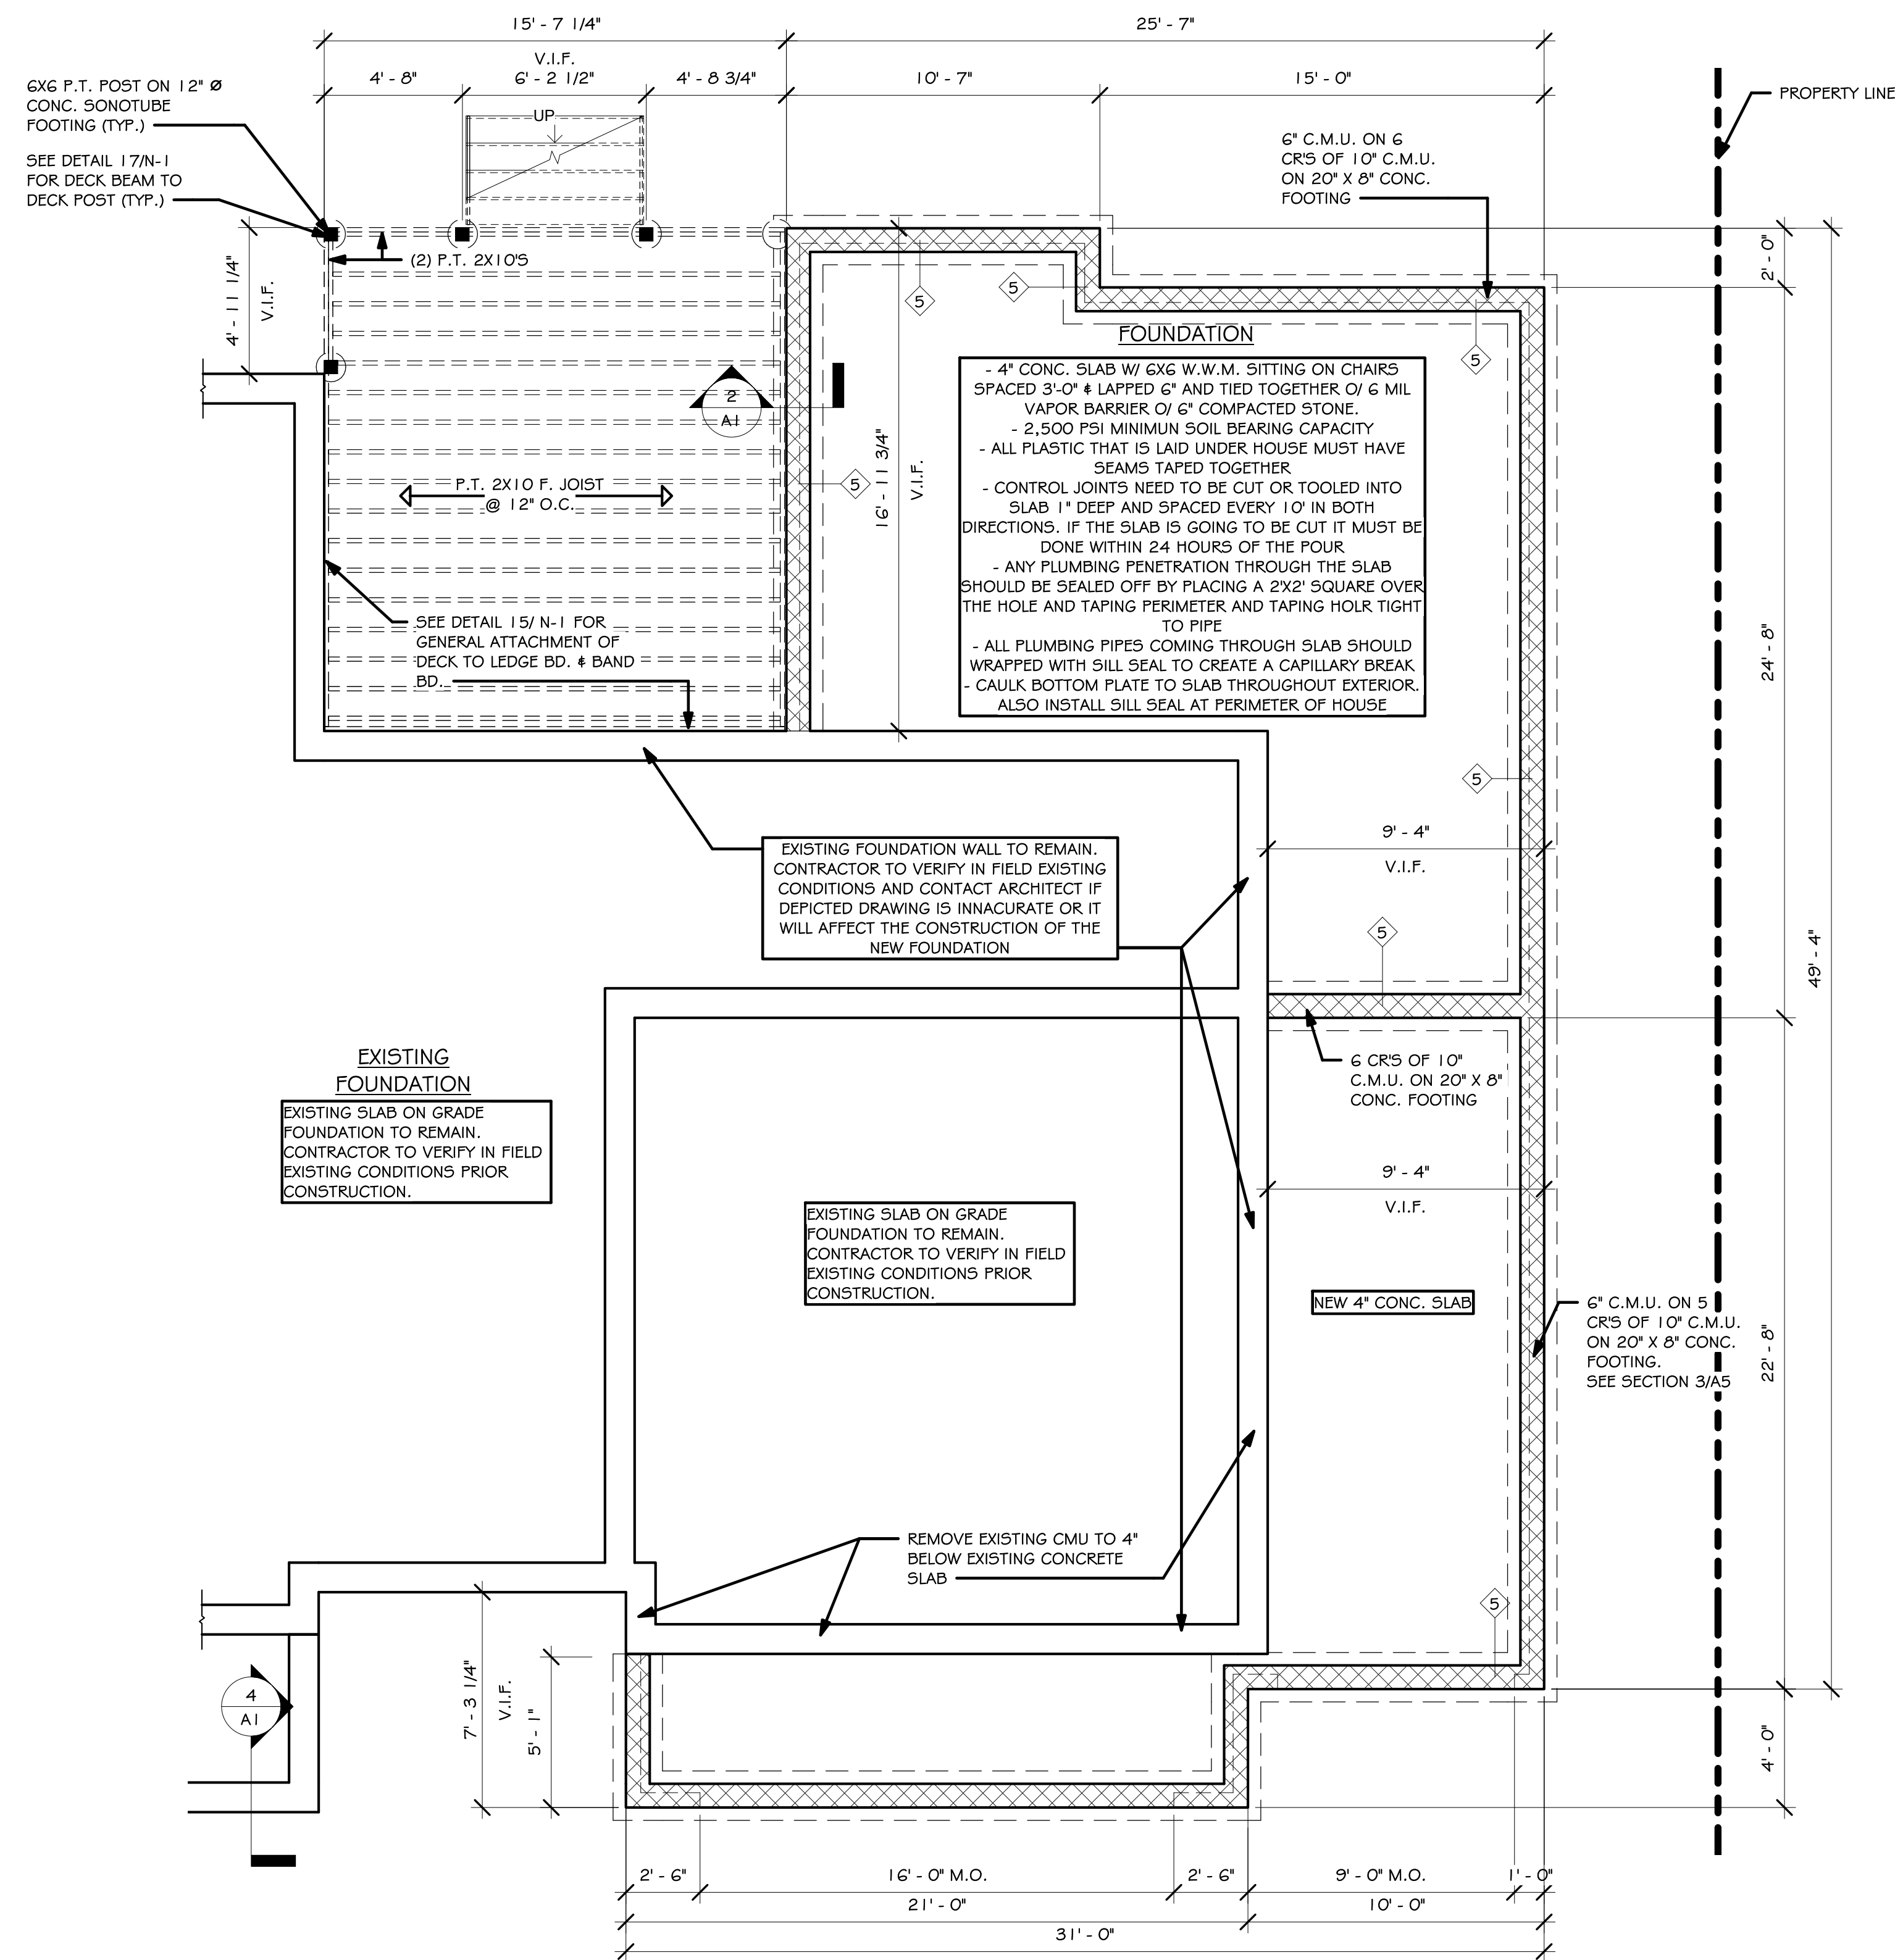 15' - 7 1/4"
25' - 7"
V.I.F.
4' - 8"
6' - 2 1/2"
4' - 8 3/4"
10' - 7"
15' - 0"
6X6 P.T. POST ON 12" Ø
CONC. SONOTUBE
FOOTING (TYP.)
SEE DETAIL 17/N-1
FOR DECK BEAM TO
DECK POST (TYP.)
UP
6" C.M.U. ON 6
CR'S OF 10" C.M.U.
ON 20" X 8" CONC.
FOOTING
PROPERTY LINE
(2) P.T. 2X10'S
4' - 11 1/4"
V.I.F.
2' - 0"
5
5
5
FOUNDATION
- 4" CONC. SLAB W/ 6X6 W.W.M. SITTING ON CHAIRS
SPACED 3'-0" & LAPPED 6" AND TIED TOGETHER O/ 6 MIL
VAPOR BARRIER O/ 6" COMPACTED STONE.
- 2,500 PSI MINIMUN SOIL BEARING CAPACITY
- ALL PLASTIC THAT IS LAID UNDER HOUSE MUST HAVE
SEAMS TAPED TOGETHER
- CONTROL JOINTS NEED TO BE CUT OR TOOLED INTO
SLAB 1" DEEP AND SPACED EVERY 10' IN BOTH
DIRECTIONS. IF THE SLAB IS GOING TO BE CUT IT MUST BE
DONE WITHIN 24 HOURS OF THE POUR
- ANY PLUMBING PENETRATION THROUGH THE SLAB
SHOULD BE SEALED OFF BY PLACING A 2'X2' SQUARE OVER
THE HOLE AND TAPING PERIMETER AND TAPING HOLR TIGHT
TO PIPE
- ALL PLUMBING PIPES COMING THROUGH SLAB SHOULD
WRAPPED WITH SILL SEAL TO CREATE A CAPILLARY BREAK
- CAULK BOTTOM PLATE TO SLAB THROUGHOUT EXTERIOR.
ALSO INSTALL SILL SEAL AT PERIMETER OF HOUSE
2
A1
16' - 11 3/4"
V.I.F.
5
P.T. 2X10 F. JOIST
@ 12" O.C.
SEE DETAIL 15/ N-1 FOR
GENERAL ATTACHMENT OF
DECK TO LEDGE BD. & BAND
BD.
24' - 8"
5
9' - 4"
V.I.F.
EXISTING FOUNDATION WALL TO REMAIN.
CONTRACTOR TO VERIFY IN FIELD EXISTING
CONDITIONS AND CONTACT ARCHITECT IF
DEPICTED DRAWING IS INNACURATE OR IT
WILL AFFECT THE CONSTRUCTION OF THE
NEW FOUNDATION
5
49' - 4"
EXISTING
FOUNDATION
EXISTING SLAB ON GRADE
FOUNDATION TO REMAIN.
CONTRACTOR TO VERIFY IN FIELD
EXISTING CONDITIONS PRIOR
CONSTRUCTION.
6 CR'S OF 10"
C.M.U. ON 20" X 8"
CONC. FOOTING
9' - 4"
V.I.F.
EXISTING SLAB ON GRADE
FOUNDATION TO REMAIN.
CONTRACTOR TO VERIFY IN FIELD
EXISTING CONDITIONS PRIOR
CONSTRUCTION.
NEW 4" CONC. SLAB
6" C.M.U. ON 5
CR'S OF 10" C.M.U.
ON 20" X 8" CONC.
FOOTING.
SEE SECTION 3/A5
22' - 8"
REMOVE EXISTING CMU TO 4"
BELOW EXISTING CONCRETE
SLAB
5
4
A1
7' - 3 1/4"
V.I.F.
5' - 1"
4' - 0"
2' - 6"
16' - 0" M.O.
2' - 6"
9' - 0" M.O.
1' - 0"
21' - 0"
10' - 0"
31' - 0"